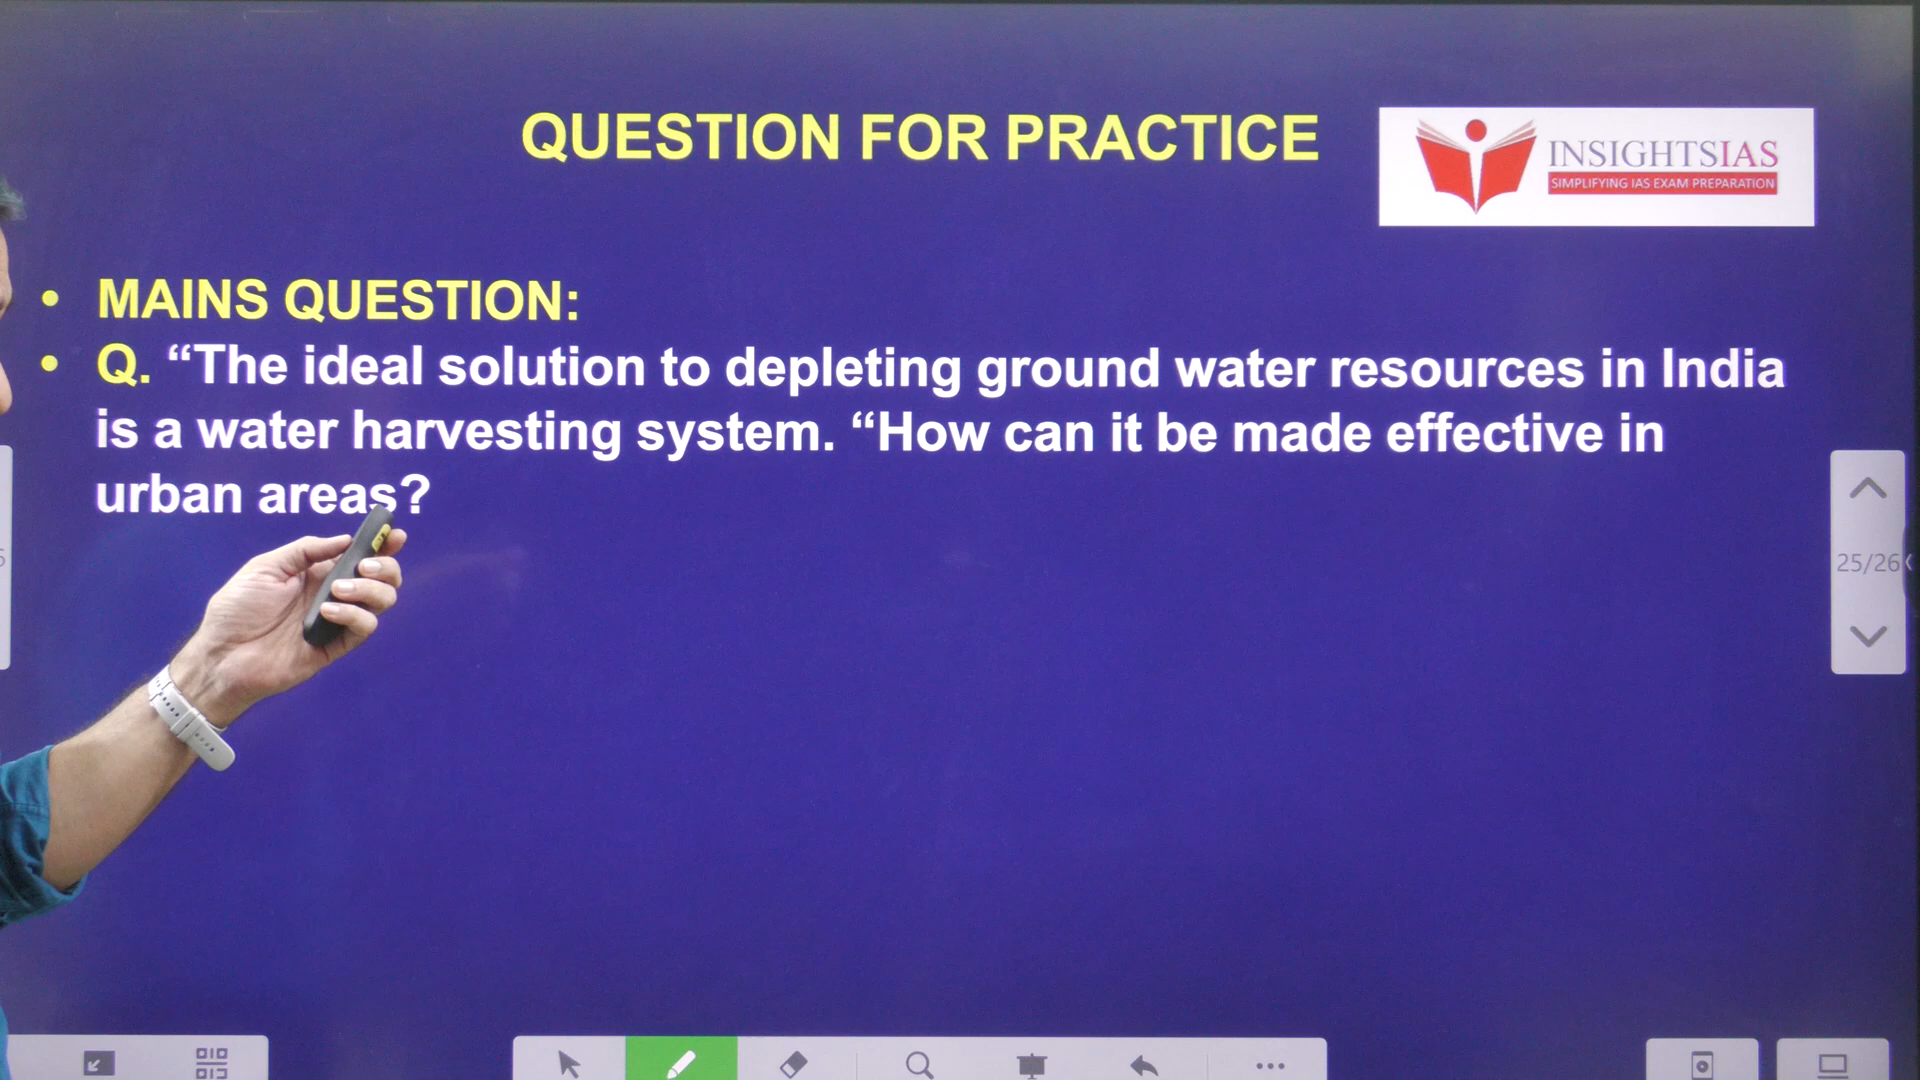 QUESTION FOR PRACTICE
INSIGHTSIAS
SIMPLIFYING IAS EXAM PREPARATION
• MAINS QUESTION:
• Q. “The ideal solution to depleting ground water resources in India
is a water harvesting system. “How can it be made effective in
urban areas?
25/26